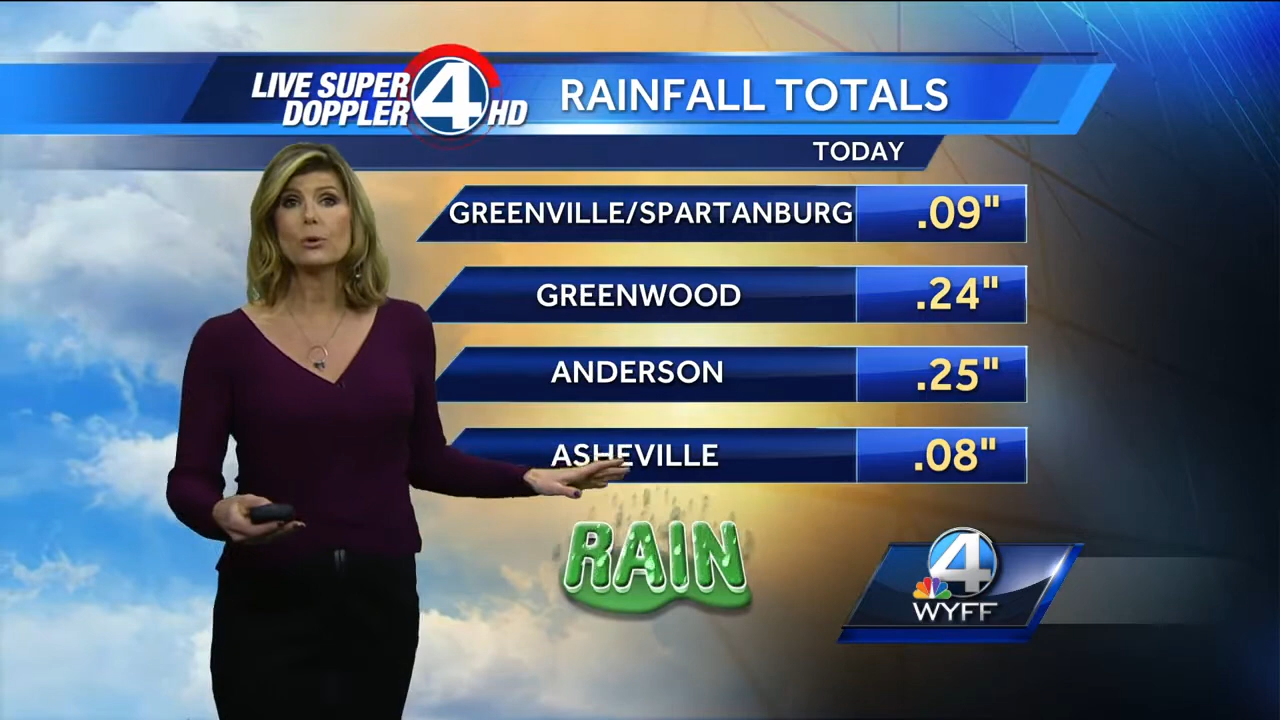 LIVE SUPER
DOPPLER 4 HD
RAINFALL TOTALS
TODAY
GREENVILLE/SPARTANBURG .09"
GREENWOOD .24"
ANDERSON .25"
ASHEVILLE .08"
RAIN
4
WYFF